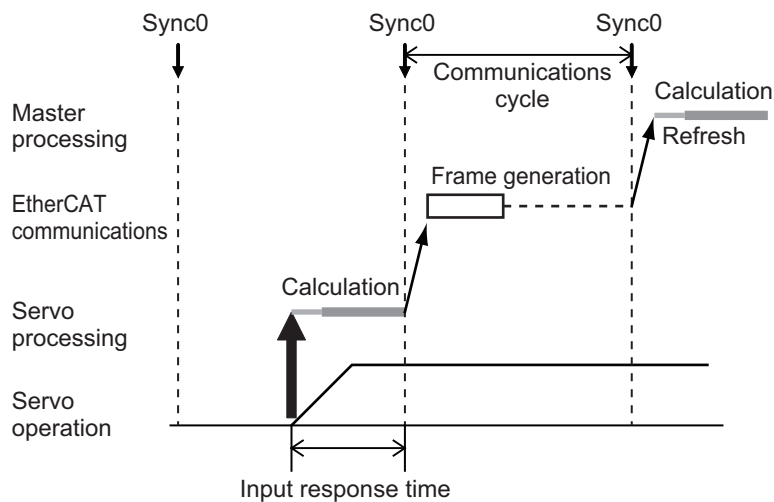 Sync0
Sync0
Sync0
Communications
cycle
Calculation
Refresh
Master
processing
Frame generation
EtherCAT
communications
Calculation
Servo
processing
Servo
operation
Input response time